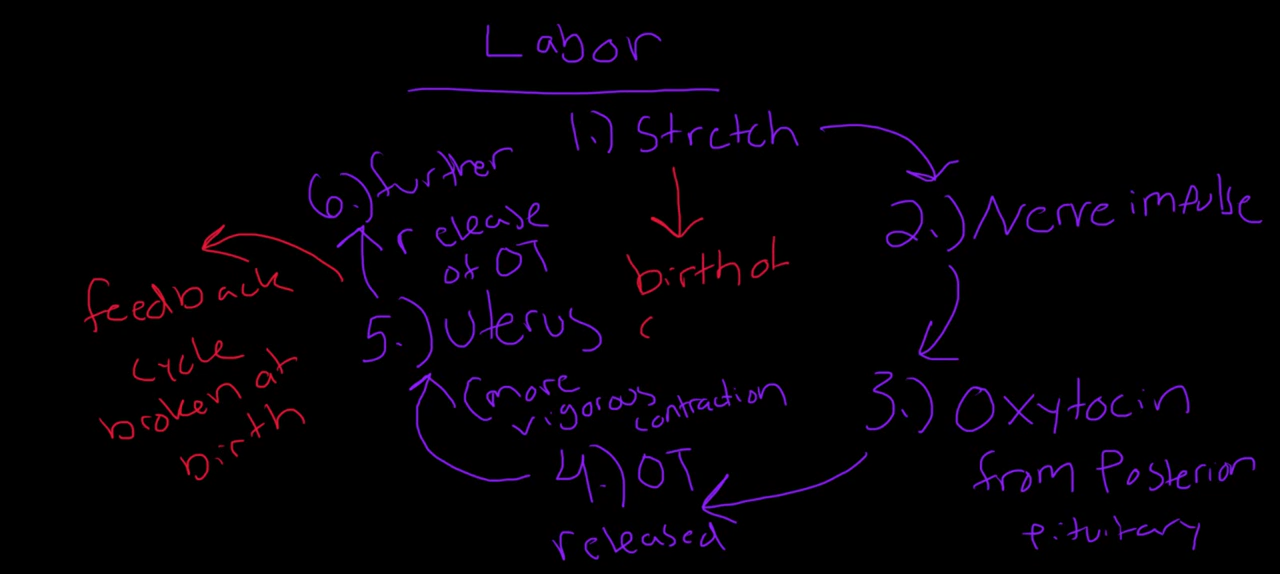 Labor
1.) Stretch
2.) Nerve impulse
3.) Oxytocin
from Posterion
pituitary
4.) OT
released
5.) Uterus
(more
vigorous
contraction
6.) further
release
of OT
birth of
c
feedback
cycle
broken at
birth